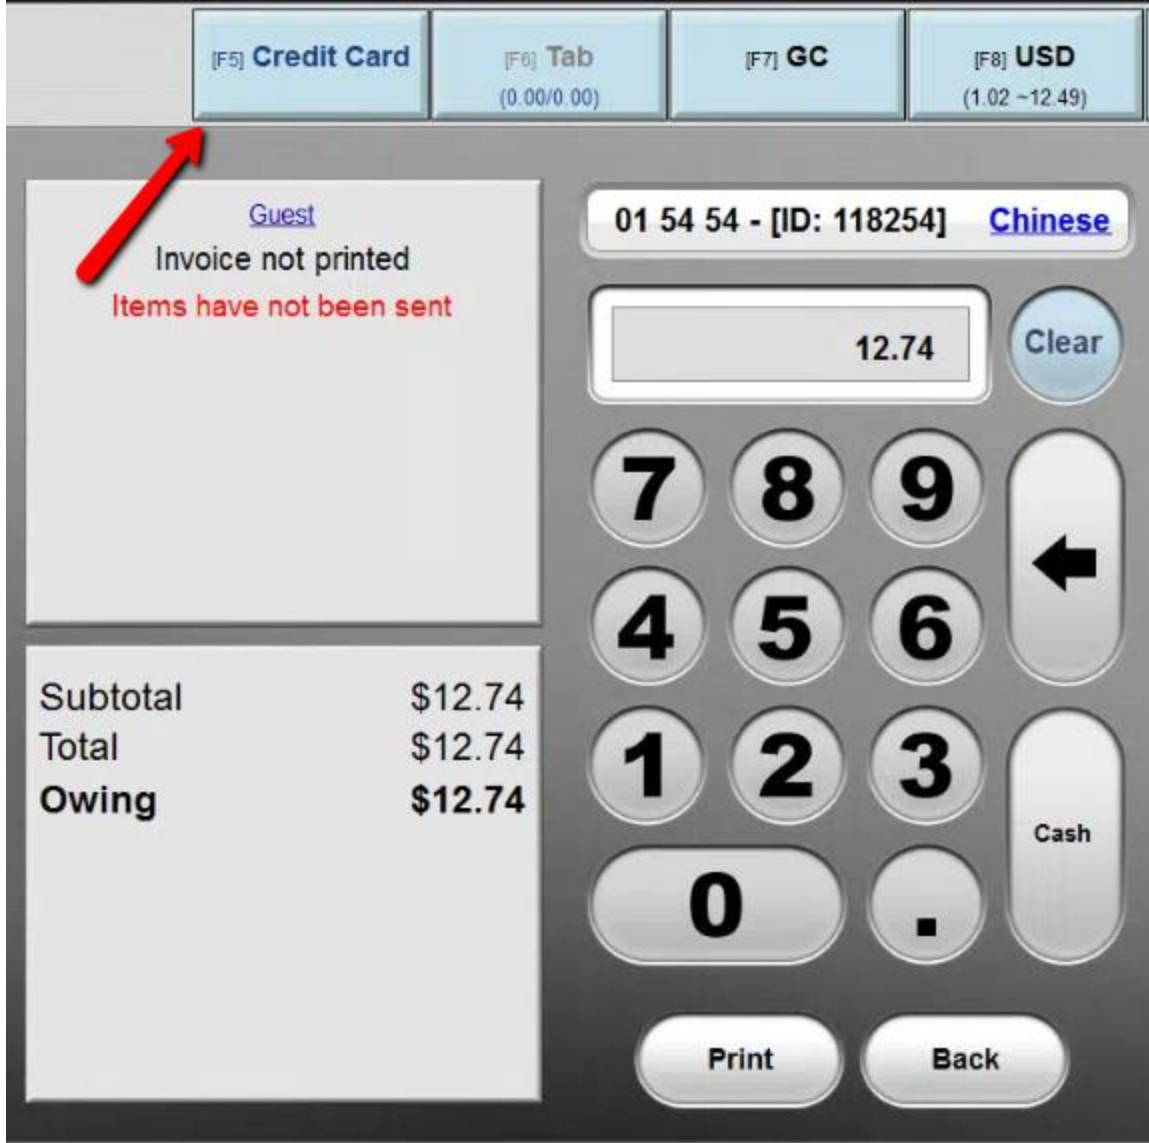 [F5] Credit Card
[F6] Tab
(0.00/0.00)
[F7] GC
[F8] USD
(1.02 ~12.49)
Guest
Invoice not printed
Items have not been sent
01 54 54 - [ID: 118254] Chinese
12.74
Clear
7 8 9
4 5 6
1 2 3
Cash
0 .
Print Back
Subtotal $12.74
Total $12.74
Owing $12.74